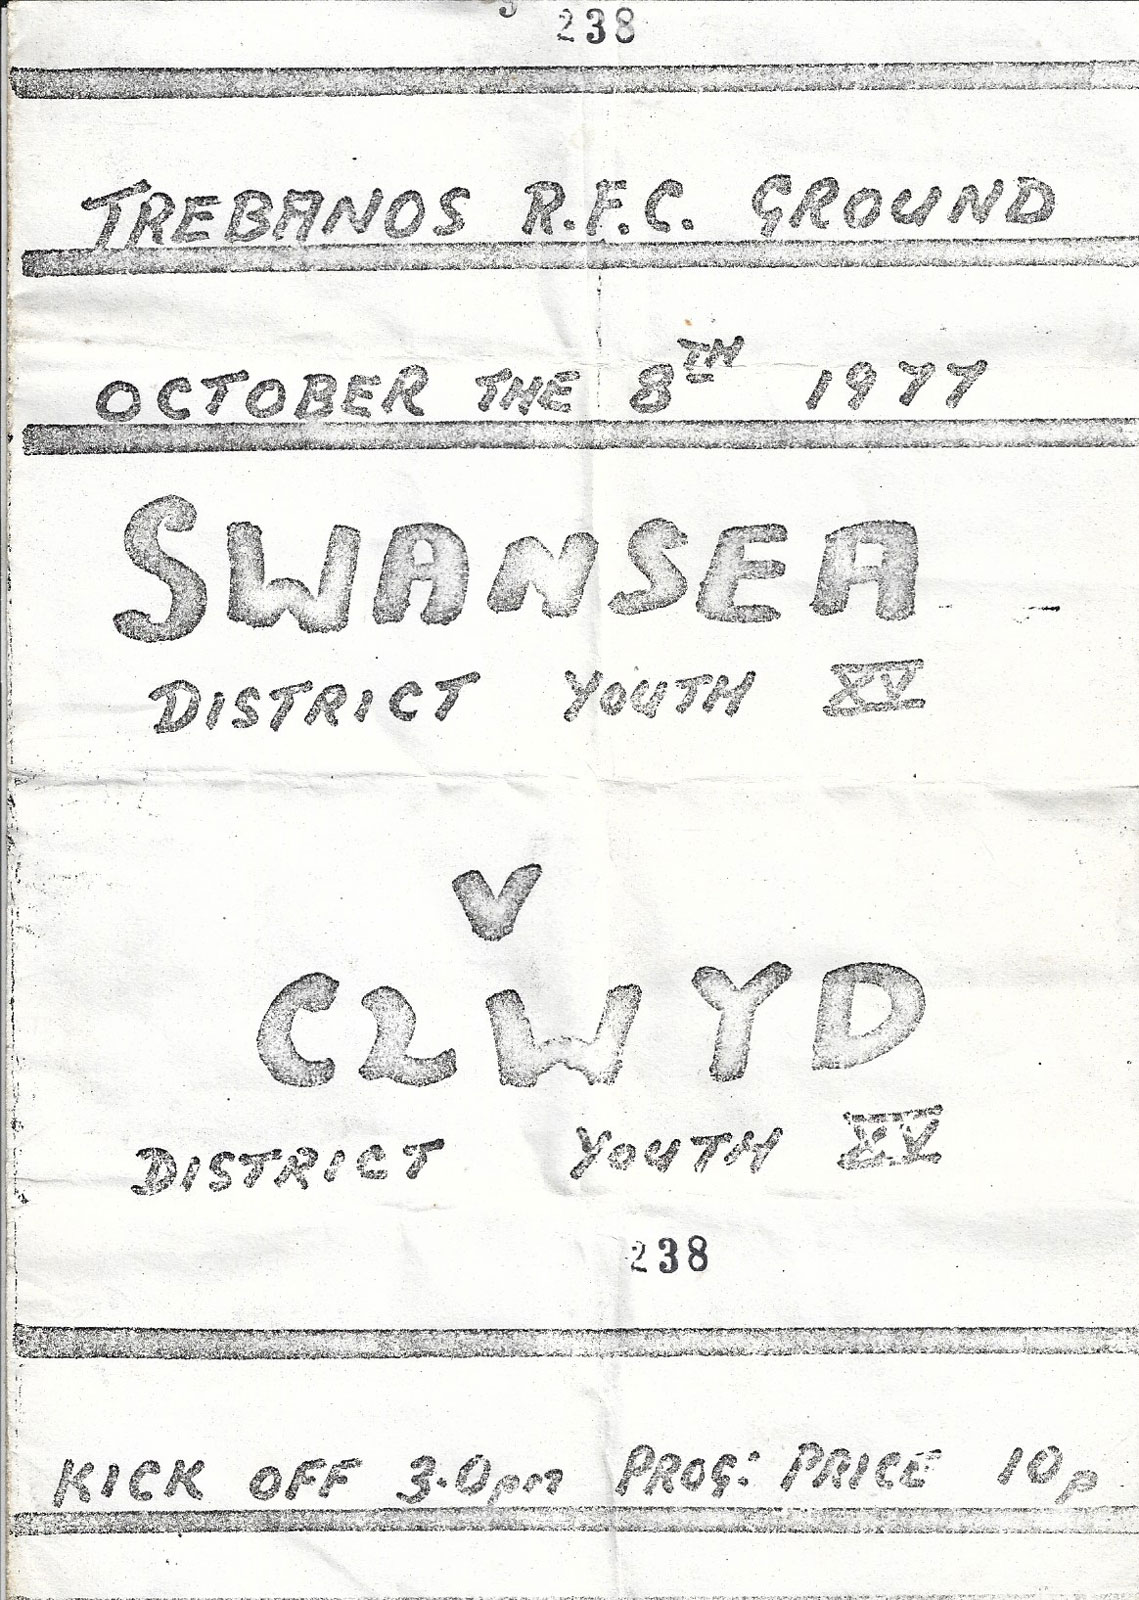 238
TREBANOS R.F.C. GROUND
OCTOBER THE 8TH 1977
SWANSEA
DISTRICT YOUTH XV
V
CLWYD
DISTRICT YOUTH XV
238
KICK OFF 3.0pm PROG: PRICE 10p